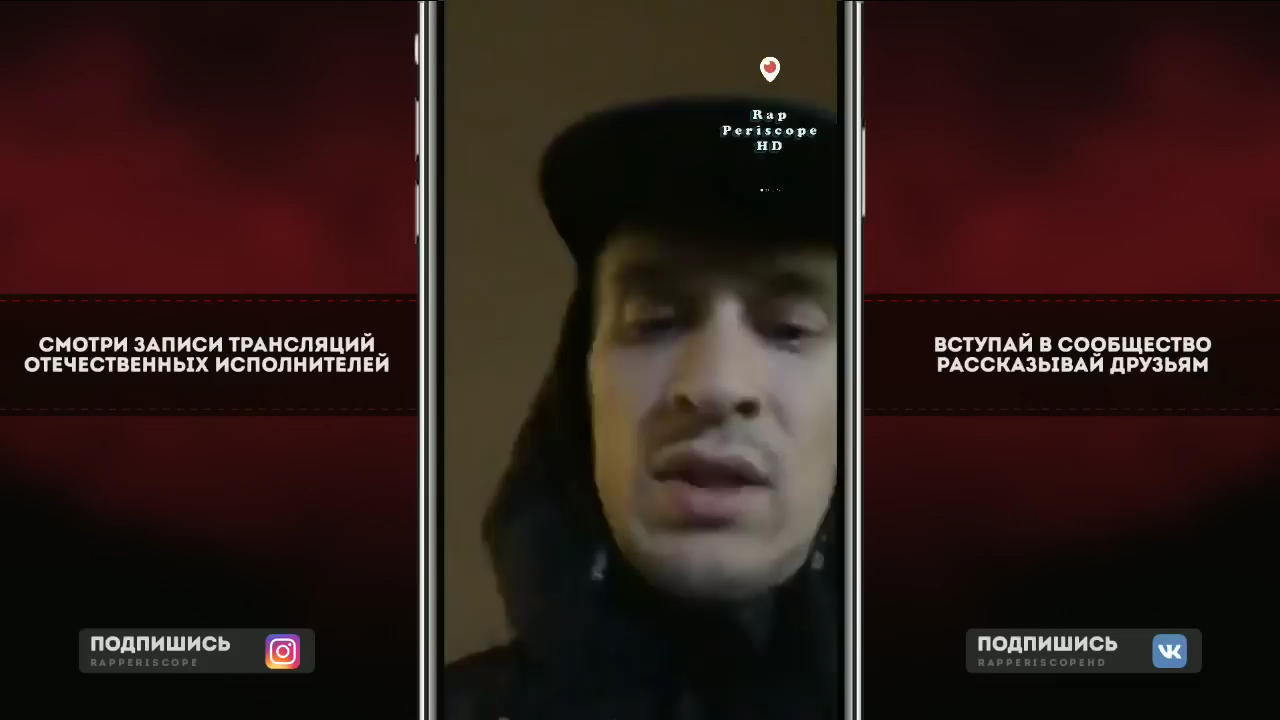 Rap
Periscope
HD
СМОТРИ ЗАПИСИ ТРАНСЛЯЦИЙ
ОТЕЧЕСТВЕННЫХ ИСПОЛНИТЕЛЕЙ
ВСТУПАЙ В СООБЩЕСТВО
РАССКАЗЫВАЙ ДРУЗЬЯМ
ПОДПИШИСЬ
RAPPERISCOPE
ПОДПИШИСЬ
RAPPERISCOPEHD